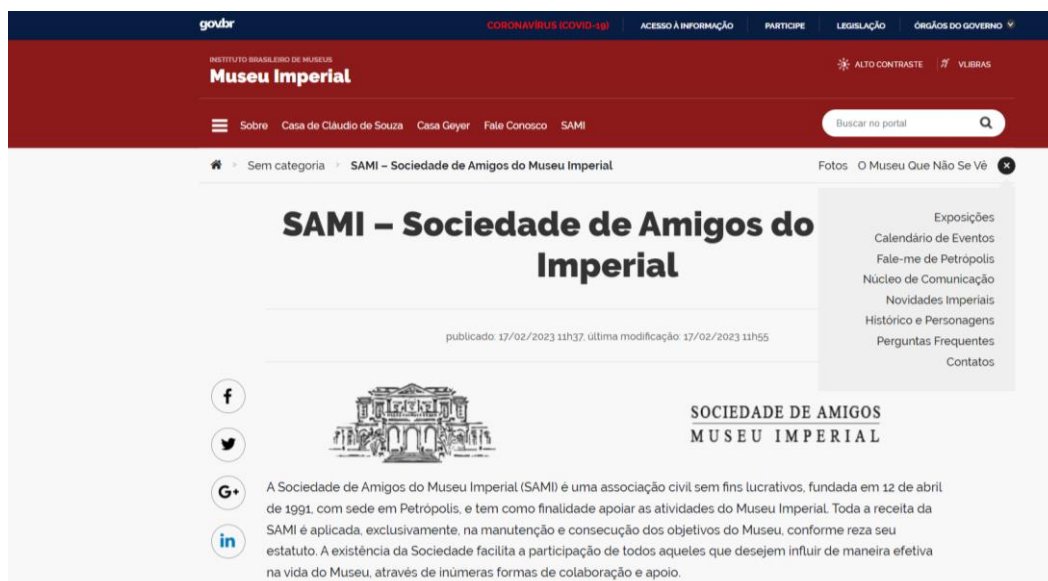 govbr
CORONAVÍRUS (COVID-19) ACESSO À INFORMAÇÃO PARTICIPE LEGISLAÇÃO ÓRGÃOS DO GOVERNO
INSTITUTO BRASILEIRO DE MUSEUS
Museu Imperial
ALTO CONTRASTE VLIBRAS
Sobre Casa de Cláudio de Souza Casa Geyer Fale Conosco SAMI
Buscar no portal
Sem categoria SAMI – Sociedade de Amigos do Museu Imperial
Fotos O Museu Que Não Se Vê
SAMI – Sociedade de Amigos do
Imperial
Exposições
Calendário de Eventos
Fale-me de Petrópolis
Núcleo de Comunicação
Novidades Imperiais
Histórico e Personagens
Perguntas Frequentes
Contatos
publicado: 17/02/2023 11h37, última modificação: 17/02/2023 11h55
SOCIEDADE DE AMIGOS
MUSEU IMPERIAL
A Sociedade de Amigos do Museu Imperial (SAMI) é uma associação civil sem fins lucrativos, fundada em 12 de abril
de 1991, com sede em Petrópolis, e tem como finalidade apoiar as atividades do Museu Imperial. Toda a receita da
SAMI é aplicada, exclusivamente, na manutenção e consecução dos objetivos do Museu, conforme reza seu
estatuto. A existência da Sociedade facilita a participação de todos aqueles que desejem influir de maneira efetiva
na vida do Museu, através de inúmeras formas de colaboração e apoio.